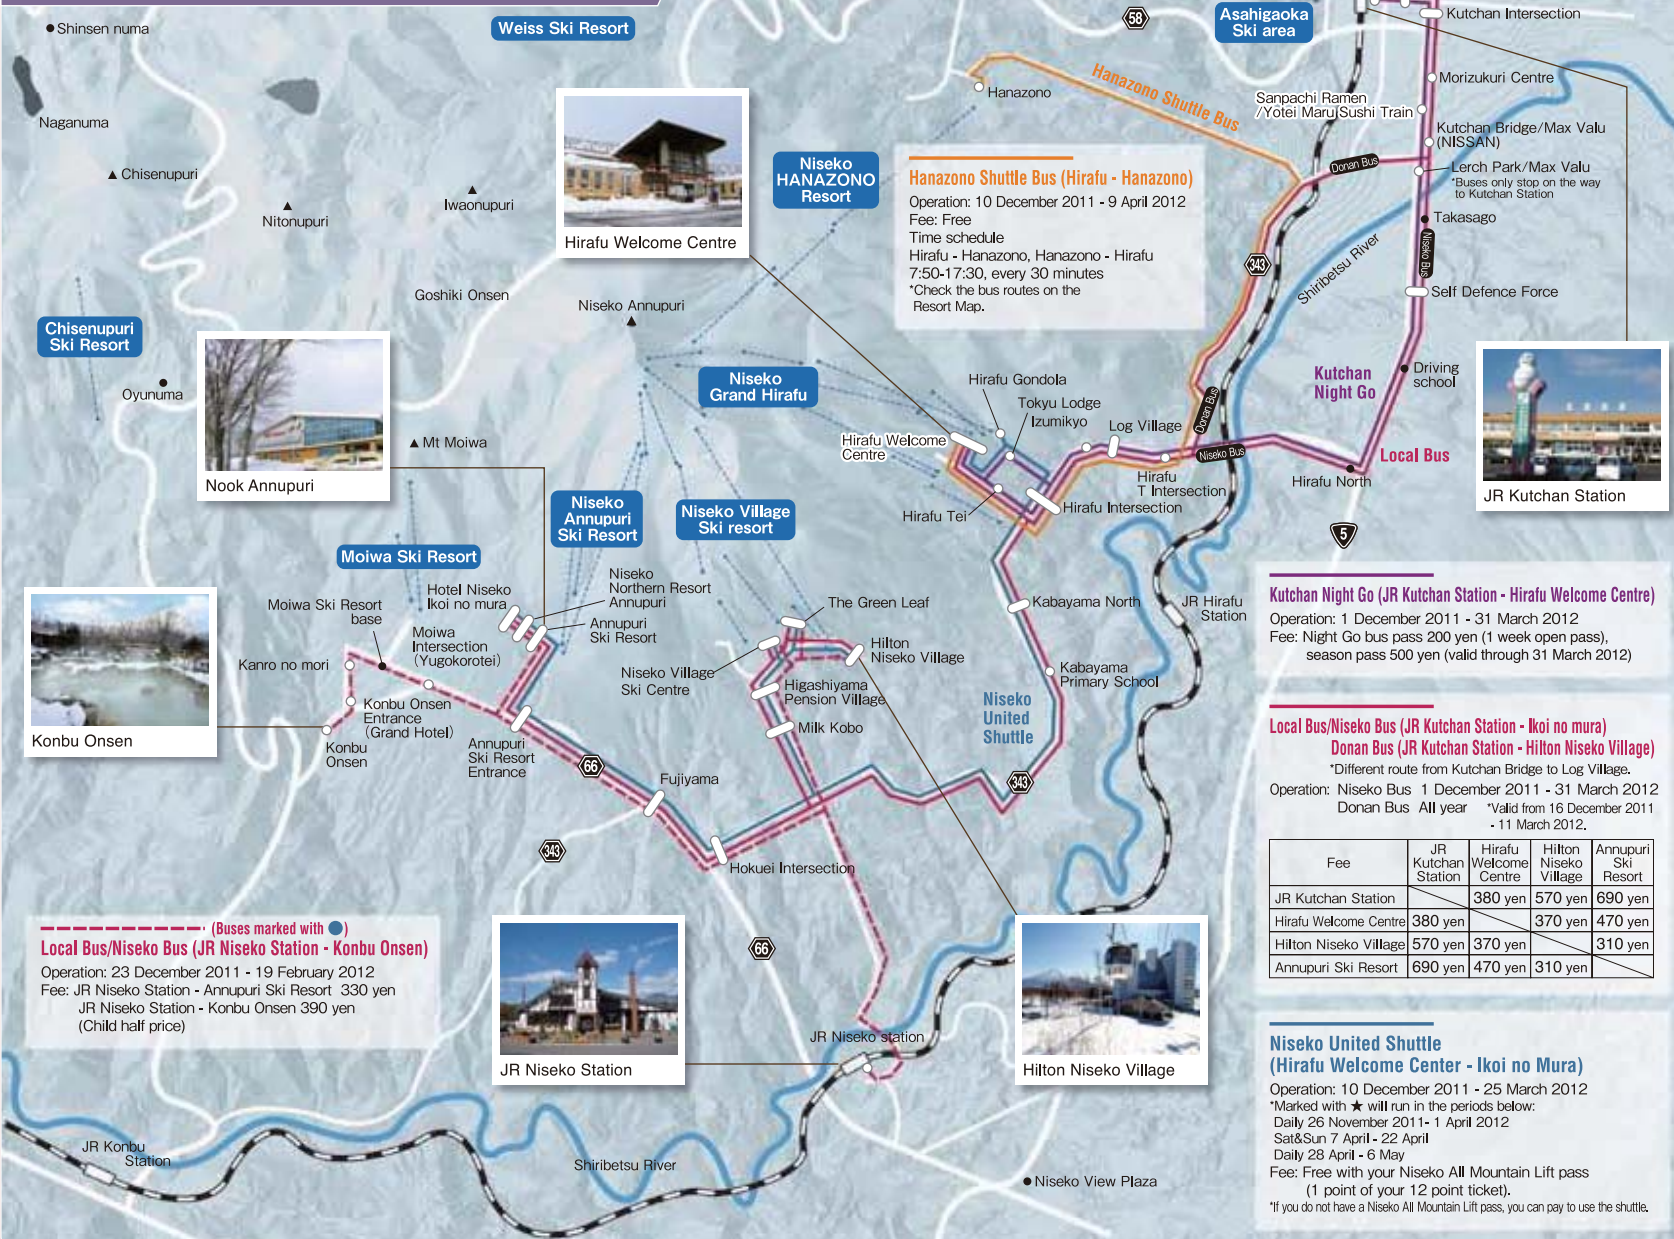 Shinsen numa
Weiss Ski Resort
58
Asahigaoka
Ski area
Kutchan Intersection
Naganuma
Chisenupuri
Nitonupuri
Iwaonupuri
Goshiki Onsen
Niseko Annupuri
Hirafu Welcome Centre
Niseko
HANAZONO
Resort
Hanazono
Hanazono Shuttle Bus
Morizukuri Centre
Sanpachi Ramen
/Yotei Maru Sushi Train
Kutchan Bridge/Max Valu
(NISSAN)
Donan Bus
Lerch Park/Max Valu
*Buses only stop on the way
to Kutchan Station
Takasago
Niseko Bus
343
Shiribetsu River
Self Defence Force
Hanazono Shuttle Bus (Hirafu - Hanazono)
Operation: 10 December 2011 - 9 April 2012
Fee: Free
Time schedule
Hirafu - Hanazono, Hanazono - Hirafu
7:50-17:30, every 30 minutes
*Check the bus routes on the
Resort Map.
Chisenupuri
Ski Resort
Oyunuma
Nook Annupuri
Mt Moiwa
Niseko
Grand Hirafu
Hirafu Gondola
Tokyu Lodge
Izumikyo
Log Village
Hirafu Welcome
Centre
Donan Bus
Niseko Bus
Kutchan
Night Go
Driving
school
Local Bus
Hirafu North
JR Kutchan Station
Hirafu
T Intersection
Hirafu Intersection
Hirafu Tei
5
Niseko
Annupuri
Ski Resort
Niseko Village
Ski resort
Moiwa Ski Resort
Konbu Onsen
Moiwa Ski Resort
base
Hotel Niseko
Ikoi no mura
Niseko
Northern Resort
Annupuri
Annupuri
Ski Resort
Moiwa
Intersection
(Yugokorotei)
Kanro no mori
Konbu Onsen
Entrance
(Grand Hotel)
Konbu
Onsen
Annupuri
Ski Resort
Entrance
The Green Leaf
Hilton
Niseko Village
Niseko Village
Ski Centre
Higashiyama
Pension Village
Milk Kobo
Kabayama North
JR Hirafu
Station
Kabayama
Primary School
Niseko
United
Shuttle
66
Fujiyama
343
343
Hokuei Intersection
66
Kutchan Night Go (JR Kutchan Station - Hirafu Welcome Centre)
Operation: 1 December 2011 - 31 March 2012
Fee: Night Go bus pass 200 yen (1 week open pass),
season pass 500 yen (valid through 31 March 2012)
Local Bus/Niseko Bus (JR Kutchan Station - Ikoi no mura)
Donan Bus (JR Kutchan Station - Hilton Niseko Village)
*Different route from Kutchan Bridge to Log Village.
Operation: Niseko Bus 1 December 2011 - 31 March 2012
Donan Bus All year *Valid from 16 December 2011
- 11 March 2012.
Fee JR Kutchan Station Hirafu Welcome Centre Hilton Niseko Village Annupuri Ski Resort
JR Kutchan Station 380 yen 570 yen 690 yen
Hirafu Welcome Centre 380 yen 370 yen 470 yen
Hilton Niseko Village 570 yen 370 yen 310 yen
Annupuri Ski Resort 690 yen 470 yen 310 yen
(Buses marked with ●)
Local Bus/Niseko Bus (JR Niseko Station - Konbu Onsen)
Operation: 23 December 2011 - 19 February 2012
Fee: JR Niseko Station - Annupuri Ski Resort 330 yen
JR Niseko Station - Konbu Onsen 390 yen
(Child half price)
JR Niseko Station
JR Niseko station
Hilton Niseko Village
Niseko United Shuttle
(Hirafu Welcome Center - Ikoi no Mura)
Operation: 10 December 2011 - 25 March 2012
*Marked with ★ will run in the periods below:
Daily 26 November 2011- 1 April 2012
Sat&Sun 7 April - 22 April
Daily 28 April - 6 May
Fee: Free with your Niseko All Mountain Lift pass
(1 point of your 12 point ticket).
*If you do not have a Niseko All Mountain Lift pass, you can pay to use the shuttle.
JR Konbu
Station
Shiribetsu River
Niseko View Plaza